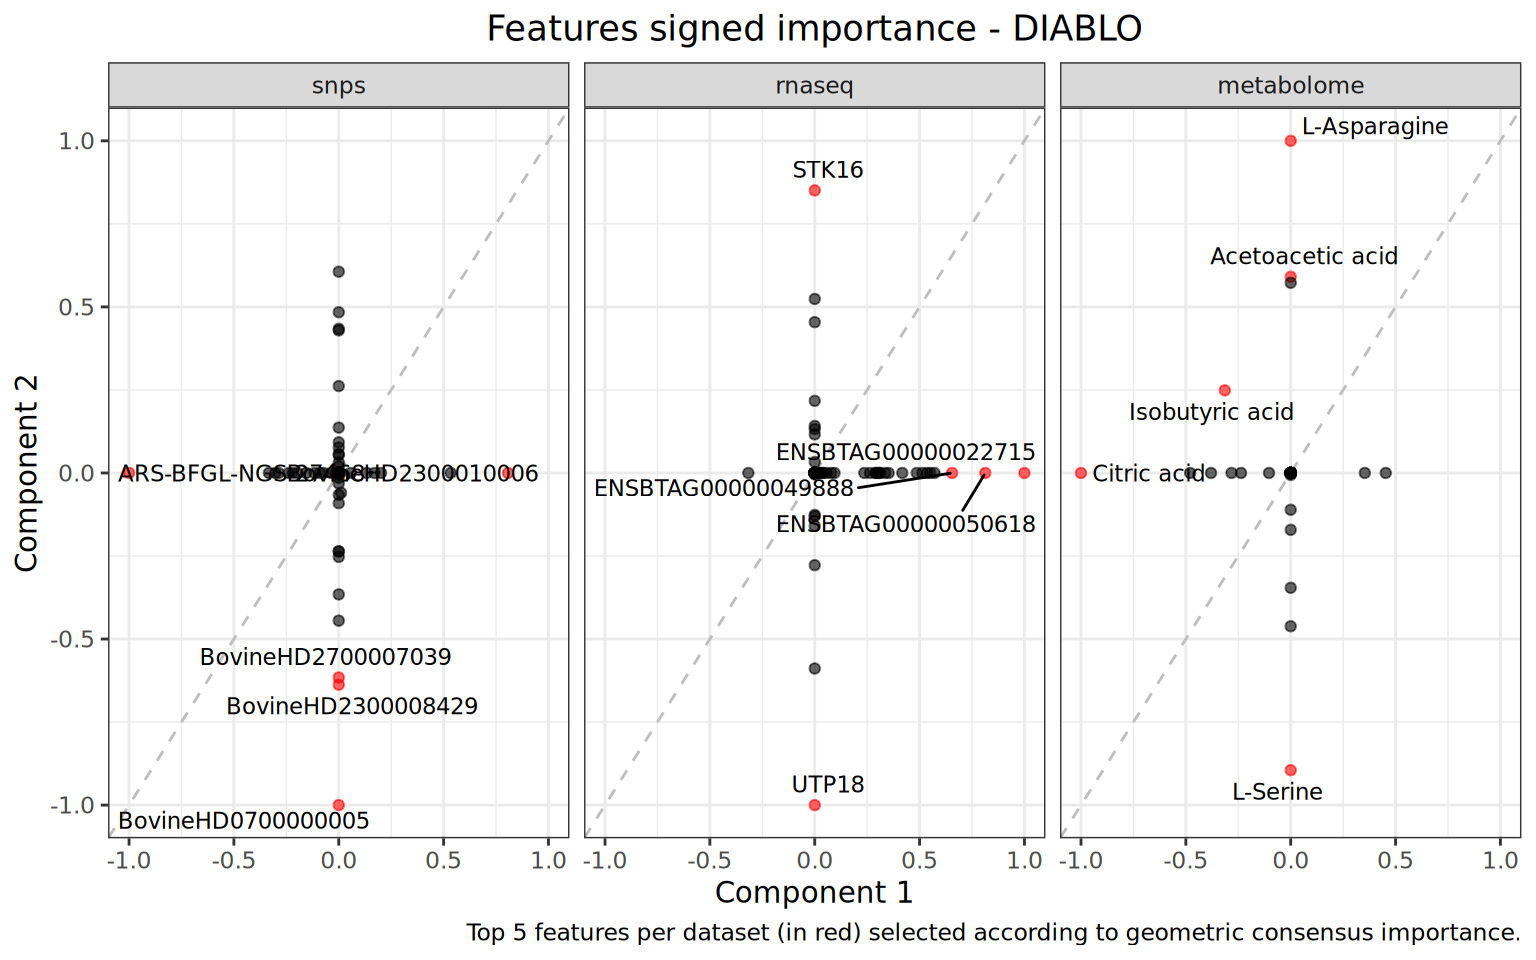 Features signed importance - DIABLO
snps
rnaseq
metabolome
Component 2
1.0
0.5
0.0
-0.5
-1.0
BovineHD2700007039
BovineHD2300008429
BovineHD0700000005
STK16
ENSBTAG00000022715
ENSBTAG00000049888
ENSBTAG00000050618
UTP18
L-Asparagine
Acetoacetic acid
Isobutyric acid
Citric acid
L-Serine
-1.0 -0.5 0.0 0.5 1.0
-1.0 -0.5 0.0 0.5 1.0
-1.0 -0.5 0.0 0.5 1.0
Component 1
Top 5 features per dataset (in red) selected according to geometric consensus importance.